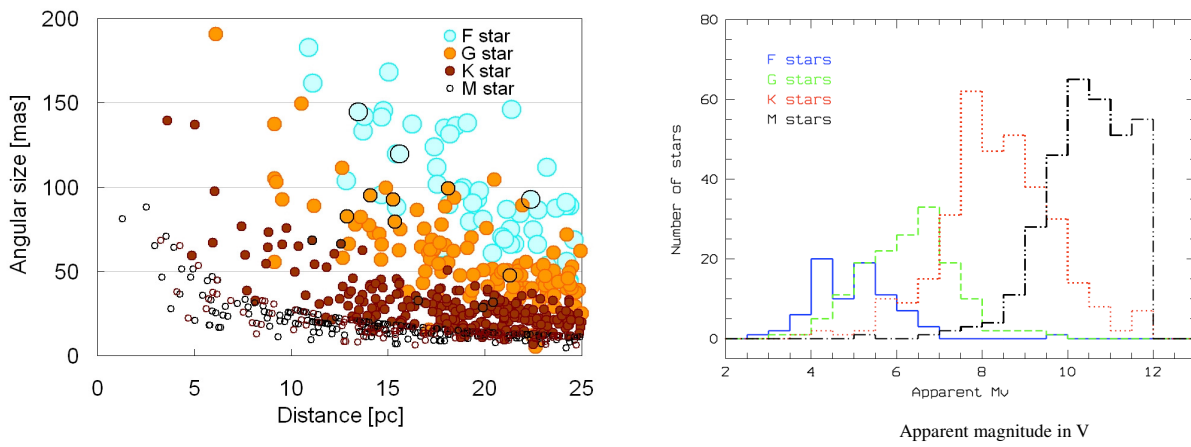 Angular size [mas]
200
150
100
50
0
F star
G star
K star
M star
0 5 10 15 20 25
Distance [pc]
Number of stars
80
60
40
20
0
F stars
G stars
K stars
M stars
2 4 6 8 10 12
Apparent Mv
Apparent magnitude in V